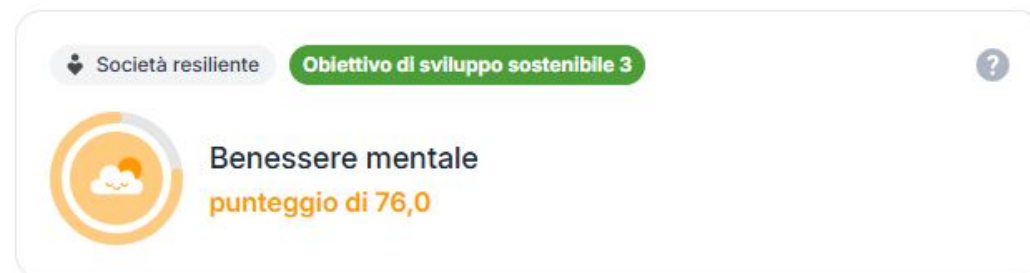 Società resiliente
Obiettivo di sviluppo sostenibile 3
?
Benessere mentale
punteggio di 76,0